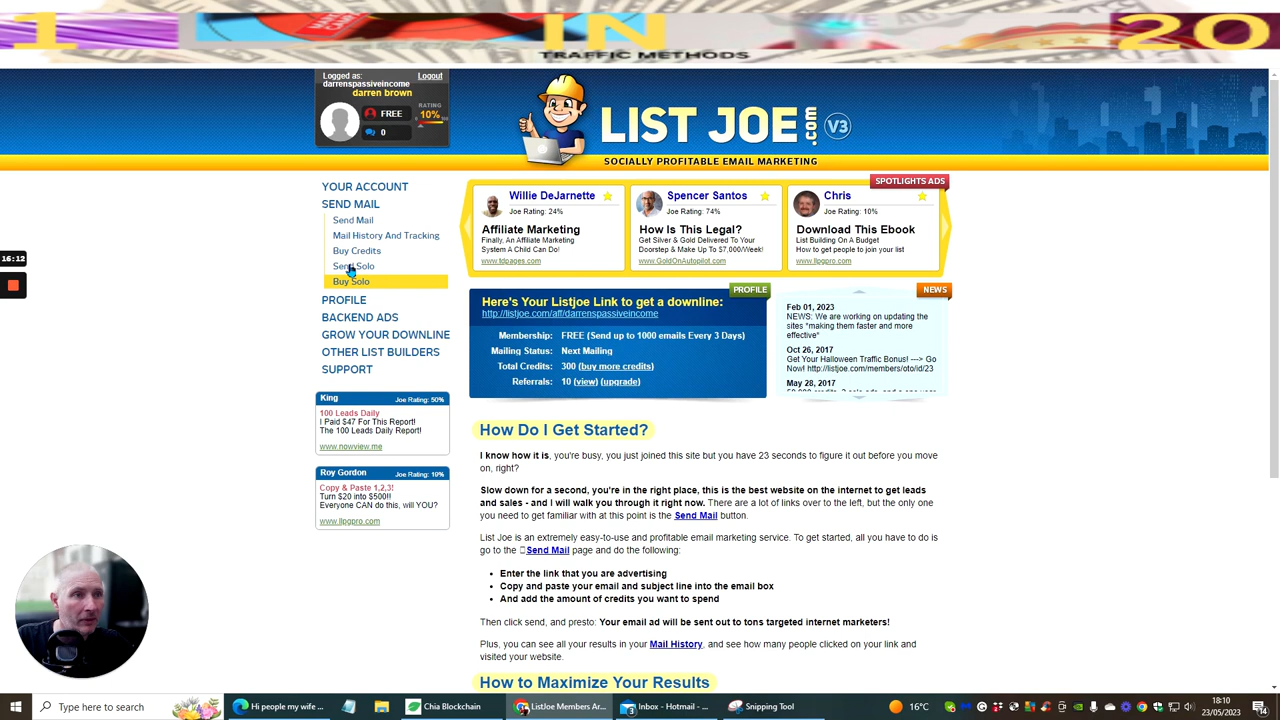 1 IN 20
TRAFFIC METHODS
Logged as: Logout
darrenspassiveincome
darren brown
FREE
0
RATING
10%
LIST JOE.com V3
SOCIALLY PROFITABLE EMAIL MARKETING
YOUR ACCOUNT
SEND MAIL
Send Mail
Mail History And Tracking
Buy Credits
Send Solo
Buy Solo
PROFILE
BACKEND ADS
GROW YOUR DOWNLINE
OTHER LIST BUILDERS
SUPPORT
16:12
King Joe Rating: 50%
100 Leads Daily
I Paid $47 For This Report!
The 100 Leads Daily Report!
www.nowview.me
Roy Gordon Joe Rating: 19%
Copy & Paste 1,2,3!
Turn $20 into $500!!
Everyone CAN do this, will YOU?
www.llpgpro.com
SPOTLIGHTS ADS
Willie DeJarnette
Joe Rating: 24%
Affiliate Marketing
Finally, An Affiliate Marketing
System A Child Can Do!
www.tdpages.com
Spencer Santos
Joe Rating: 74%
How Is This Legal?
Get Silver & Gold Delivered To Your
Doorstep & Make Up To $7,000/Week!
www.GoldOnAutopilot.com
Chris
Joe Rating: 10%
Download This Ebook
List Building On A Budget
How to get people to join your list
www.llpgpro.com
PROFILE
Here's Your Listjoe Link to get a downline:
http://listjoe.com/aff/darrenspassiveincome
Membership: FREE (Send up to 1000 emails Every 3 Days)
Mailing Status: Next Mailing
Total Credits: 300 (buy more credits)
Referrals: 10 (view) (upgrade)
NEWS
Feb 01, 2023
NEWS: We are working on updating the
sites "making them faster and more
effective"
Oct 26, 2017
Get Your Halloween Traffic Bonus! ---> Go
Now! http://listjoe.com/members/oto/id/23
May 28, 2017
How Do I Get Started?
I know how it is, you're busy, you just joined this site but you have 23 seconds to figure it out before you move
on, right?
Slow down for a second, you're in the right place, this is the best website on the internet to get leads
and sales - and I will walk you through it right now. There are a lot of links over to the left, but the only one
you need to get familiar with at this point is the Send Mail button.
List Joe is an extremely easy-to-use and profitable email marketing service. To get started, all you have to do is
go to the Send Mail page and do the following:
• Enter the link that you are advertising
• Copy and paste your email and subject line into the email box
• And add the amount of credits you want to spend
Then click send, and presto: Your email ad will be sent out to tons targeted internet marketers!
Plus, you can see all your results in your Mail History, and see how many people clicked on your link and
visited your website.
How to Maximize Your Results
Type here to search
Hi people my wife ...
Chia Blockchain
ListJoe Members Ar...
Inbox - Hotmail - ...
Snipping Tool
16°C
18:10
23/05/2023